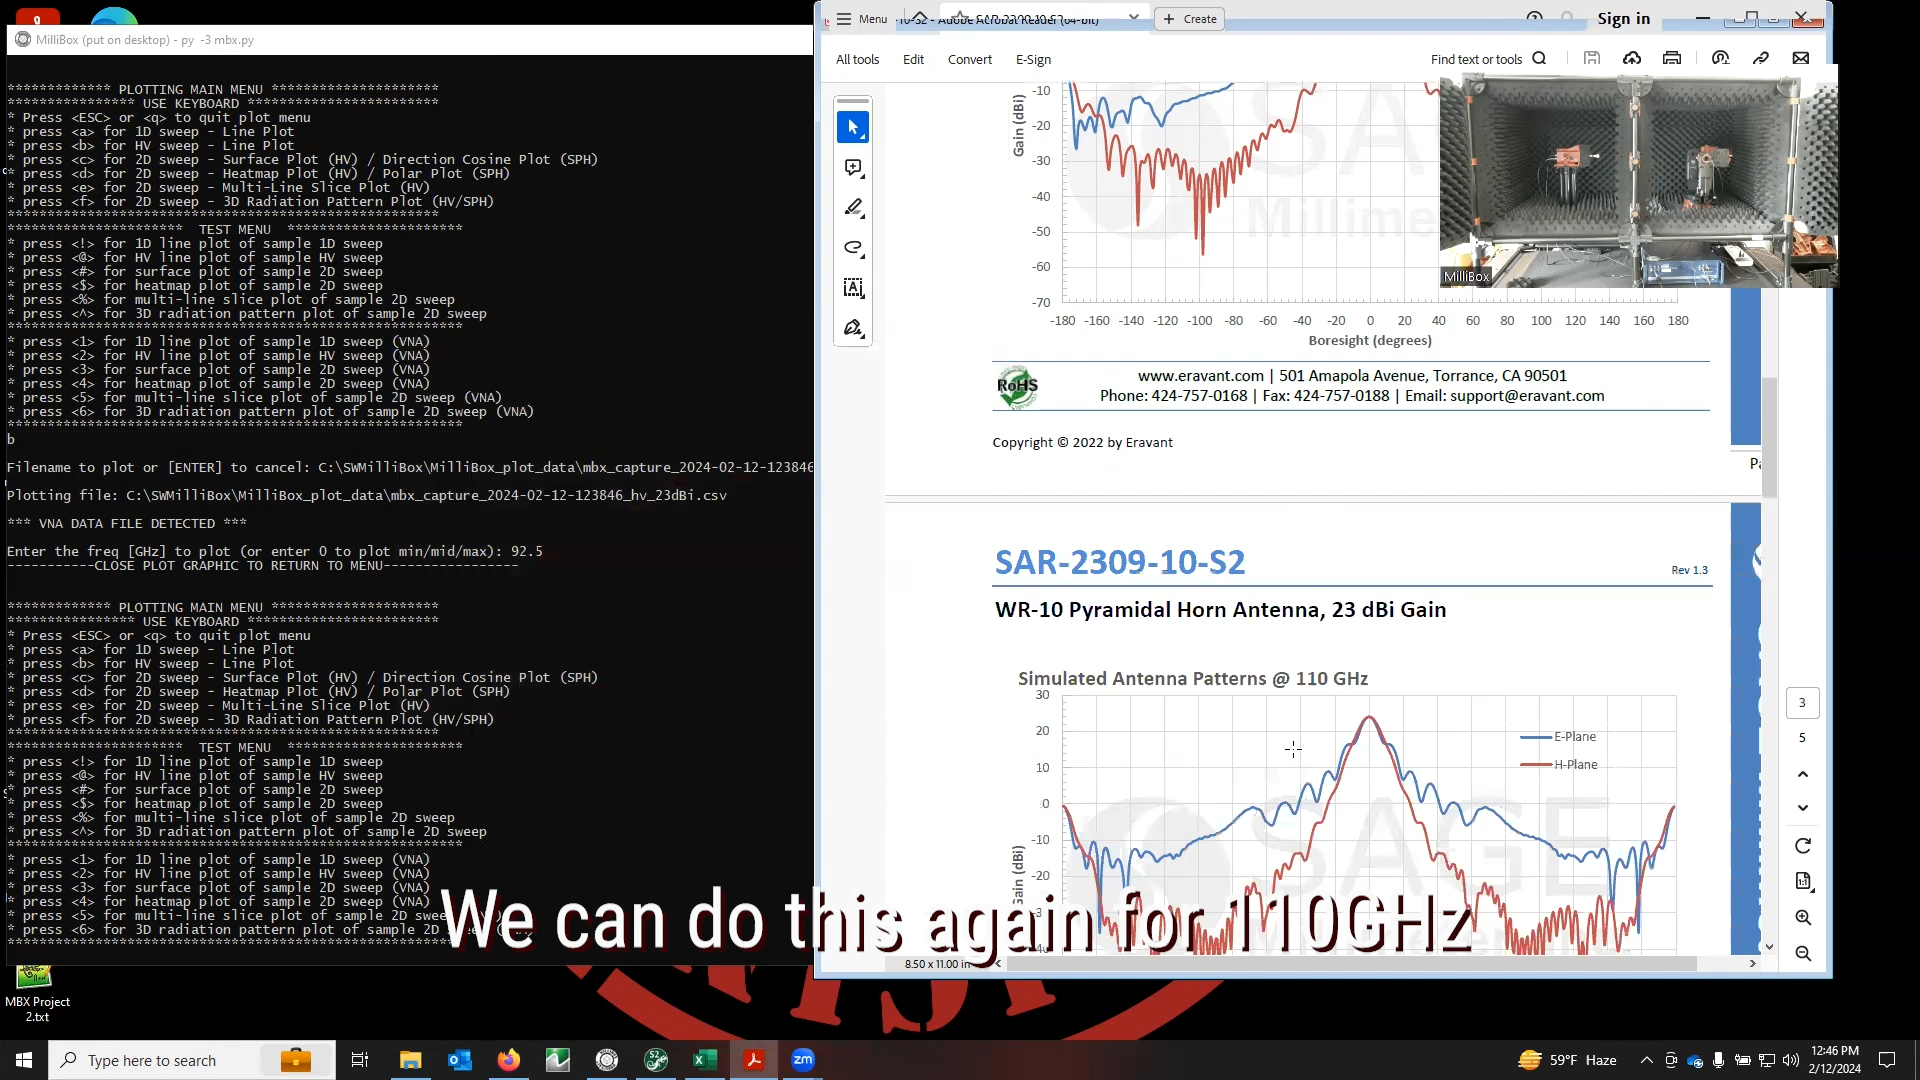 MilliBox (put on desktop) - py -3 mbx.py
************* PLOTTING MAIN MENU *********************
**************** USE KEYBOARD ************************
* Press <ESC> or <q> to quit plot menu
* press <a> for 1D sweep - Line Plot
* press <b> for HV sweep - Line Plot
* press <c> for 2D sweep - Surface Plot (HV) / Direction Cosine Plot (SPH)
* press <d> for 2D sweep - Heatmap Plot (HV) / Polar Plot (SPH)
* press <e> for 2D sweep - Multi-Line Slice Plot (HV)
* press <f> for 2D sweep - 3D Radiation Pattern Plot (HV/SPH)
********************** TEST MENU **********************
* press <!> for 1D line plot of sample 1D sweep
* press <@> for HV line plot of sample HV sweep
* press <#> for surface plot of sample 2D sweep
* press <$> for heatmap plot of sample 2D sweep
* press <%> for multi-line slice plot of sample 2D sweep
* press <^> for 3D radiation pattern plot of sample 2D sweep
* press <1> for 1D line plot of sample 1D sweep (VNA)
* press <2> for HV line plot of sample HV sweep (VNA)
* press <3> for surface plot of sample 2D sweep (VNA)
* press <4> for heatmap plot of sample 2D sweep (VNA)
* press <5> for multi-line slice plot of sample 2D sweep (VNA)
* press <6> for 3D radiation pattern plot of sample 2D sweep (VNA)
b
Filename to plot or [ENTER] to cancel: C:\SWMilliBox\MilliBox_plot_data\mbx_capture_2024-02-12-123846
Plotting file: C:\SWMilliBox\MilliBox_plot_data\mbx_capture_2024-02-12-123846_hv_23dBi.csv
*** VNA DATA FILE DETECTED ***
Enter the freq [GHz] to plot (or enter 0 to plot min/mid/max): 92.5
-----------CLOSE PLOT GRAPHIC TO RETURN TO MENU-----------------
************* PLOTTING MAIN MENU *********************
**************** USE KEYBOARD ************************
* Press <ESC> or <q> to quit plot menu
* press <a> for 1D sweep - Line Plot
* press <b> for HV sweep - Line Plot
* press <c> for 2D sweep - Surface Plot (HV) / Direction Cosine Plot (SPH)
* press <d> for 2D sweep - Heatmap Plot (HV) / Polar Plot (SPH)
* press <e> for 2D sweep - Multi-Line Slice Plot (HV)
* press <f> for 2D sweep - 3D Radiation Pattern Plot (HV/SPH)
********************** TEST MENU **********************
* press <!> for 1D line plot of sample 1D sweep
* press <@> for HV line plot of sample HV sweep
* press <#> for surface plot of sample 2D sweep
* press <$> for heatmap plot of sample 2D sweep
* press <%> for multi-line slice plot of sample 2D sweep
* press <^> for 3D radiation pattern plot of sample 2D sweep
* press <1> for 1D line plot of sample 1D sweep (VNA)
* press <2> for HV line plot of sample HV sweep (VNA)
* press <3> for surface plot of sample 2D sweep (VNA)
* press <4> for heatmap plot of sample 2D sweep (VNA)
* press <5> for multi-line slice plot of sample 2D
* press <6> for 3D radiation pattern plot of sample 2D
Menu
SAR-2309-10-S2
Create
Sign in
All tools Edit Convert E-Sign
Find text or tools
Gain (dBi)
-10
-20
-30
-40
-50
-60
-70
-180 -160 -140 -120 -100 -80 -60 -40 -20 0 20 40 60 80 100 120 140 160 180
Boresight (degrees)
MilliBox
RoHS
www.eravant.com | 501 Amapola Avenue, Torrance, CA 90501
Phone: 424-757-0168 | Fax: 424-757-0188 | Email: support@eravant.com
Copyright © 2022 by Eravant
SAR-2309-10-S2
Rev 1.3
WR-10 Pyramidal Horn Antenna, 23 dBi Gain
Simulated Antenna Patterns @ 110 GHz
30
20
10
0
-10
-20
Gain (dBi)
E-Plane
H-Plane
SAGE
3
5
8.50 x 11.00 in
We can do this again for 110GHz
MBX Project
2.txt
Type here to search
59°F Haze
12:46 PM
2/12/2024